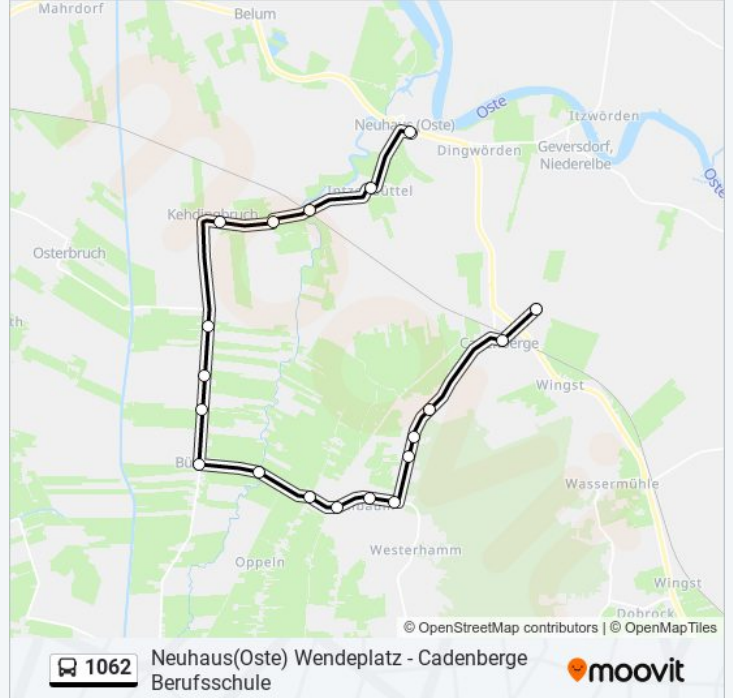 Mahrdorf
Belum
Neuhaus (Oste)
Oste
Itzwörden
Dingwörden
Geversdorf,
Niederelbe
Oste
Kehdingbruch
Osterbruch
Wingst
Wassermühle
Westerhamm
Oppeln
Wingst
Dobrock
© OpenStreetMap contributors | © OpenMapTiles
1062
Neuhaus(Oste) Wendeplatz - Cadenberge
Berufsschule
moovit